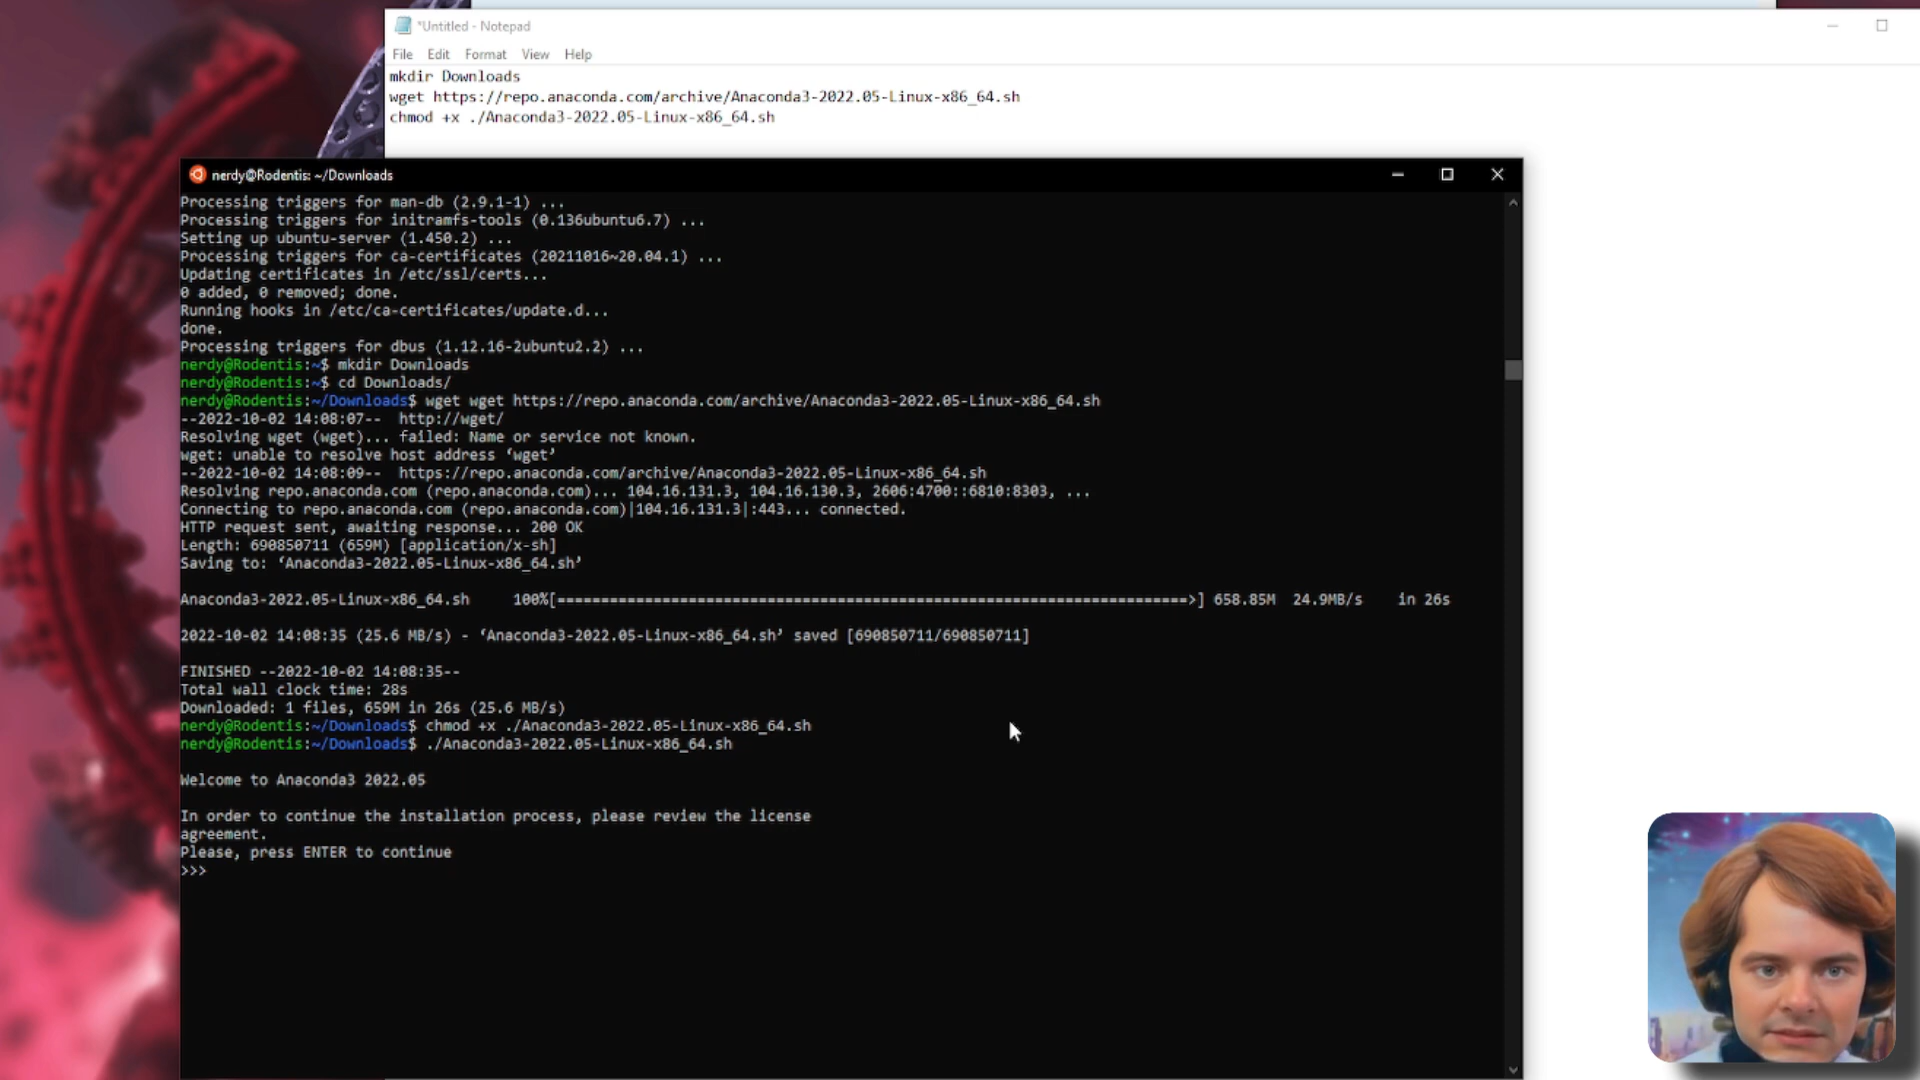 *Untitled - Notepad
File Edit Format View Help
mkdir Downloads
wget https://repo.anaconda.com/archive/Anaconda3-2022.05-Linux-x86_64.sh
chmod +x ./Anaconda3-2022.05-Linux-x86_64.sh
nerdy@Rodentis: ~/Downloads
Processing triggers for man-db (2.9.1-1) ...
Processing triggers for initramfs-tools (0.136ubuntu6.7) ...
Setting up ubuntu-server (1.450.2) ...
Processing triggers for ca-certificates (20211016~20.04.1) ...
Updating certificates in /etc/ssl/certs...
0 added, 0 removed; done.
Running hooks in /etc/ca-certificates/update.d...
done.
Processing triggers for dbus (1.12.16-2ubuntu2.2) ...
nerdy@Rodentis:~$ mkdir Downloads
nerdy@Rodentis:~$ cd Downloads/
nerdy@Rodentis:~/Downloads$ wget wget https://repo.anaconda.com/archive/Anaconda3-2022.05-Linux-x86_64.sh
--2022-10-02 14:08:07-- http://wget/
Resolving wget (wget)... failed: Name or service not known.
wget: unable to resolve host address ‘wget’
--2022-10-02 14:08:09-- https://repo.anaconda.com/archive/Anaconda3-2022.05-Linux-x86_64.sh
Resolving repo.anaconda.com (repo.anaconda.com)... 104.16.131.3, 104.16.130.3, 2606:4700::6810:8303, ...
Connecting to repo.anaconda.com (repo.anaconda.com)|104.16.131.3|:443... connected.
HTTP request sent, awaiting response... 200 OK
Length: 690850711 (659M) [application/x-sh]
Saving to: ‘Anaconda3-2022.05-Linux-x86_64.sh’
Anaconda3-2022.05-Linux-x86_64.sh 100%[========================================================================>] 658.85M 24.9MB/s in 26s
2022-10-02 14:08:35 (25.6 MB/s) - ‘Anaconda3-2022.05-Linux-x86_64.sh’ saved [690850711/690850711]
FINISHED --2022-10-02 14:08:35--
Total wall clock time: 28s
Downloaded: 1 files, 659M in 26s (25.6 MB/s)
nerdy@Rodentis:~/Downloads$ chmod +x ./Anaconda3-2022.05-Linux-x86_64.sh
nerdy@Rodentis:~/Downloads$ ./Anaconda3-2022.05-Linux-x86_64.sh
Welcome to Anaconda3 2022.05
In order to continue the installation process, please review the license
agreement.
Please, press ENTER to continue
>>>